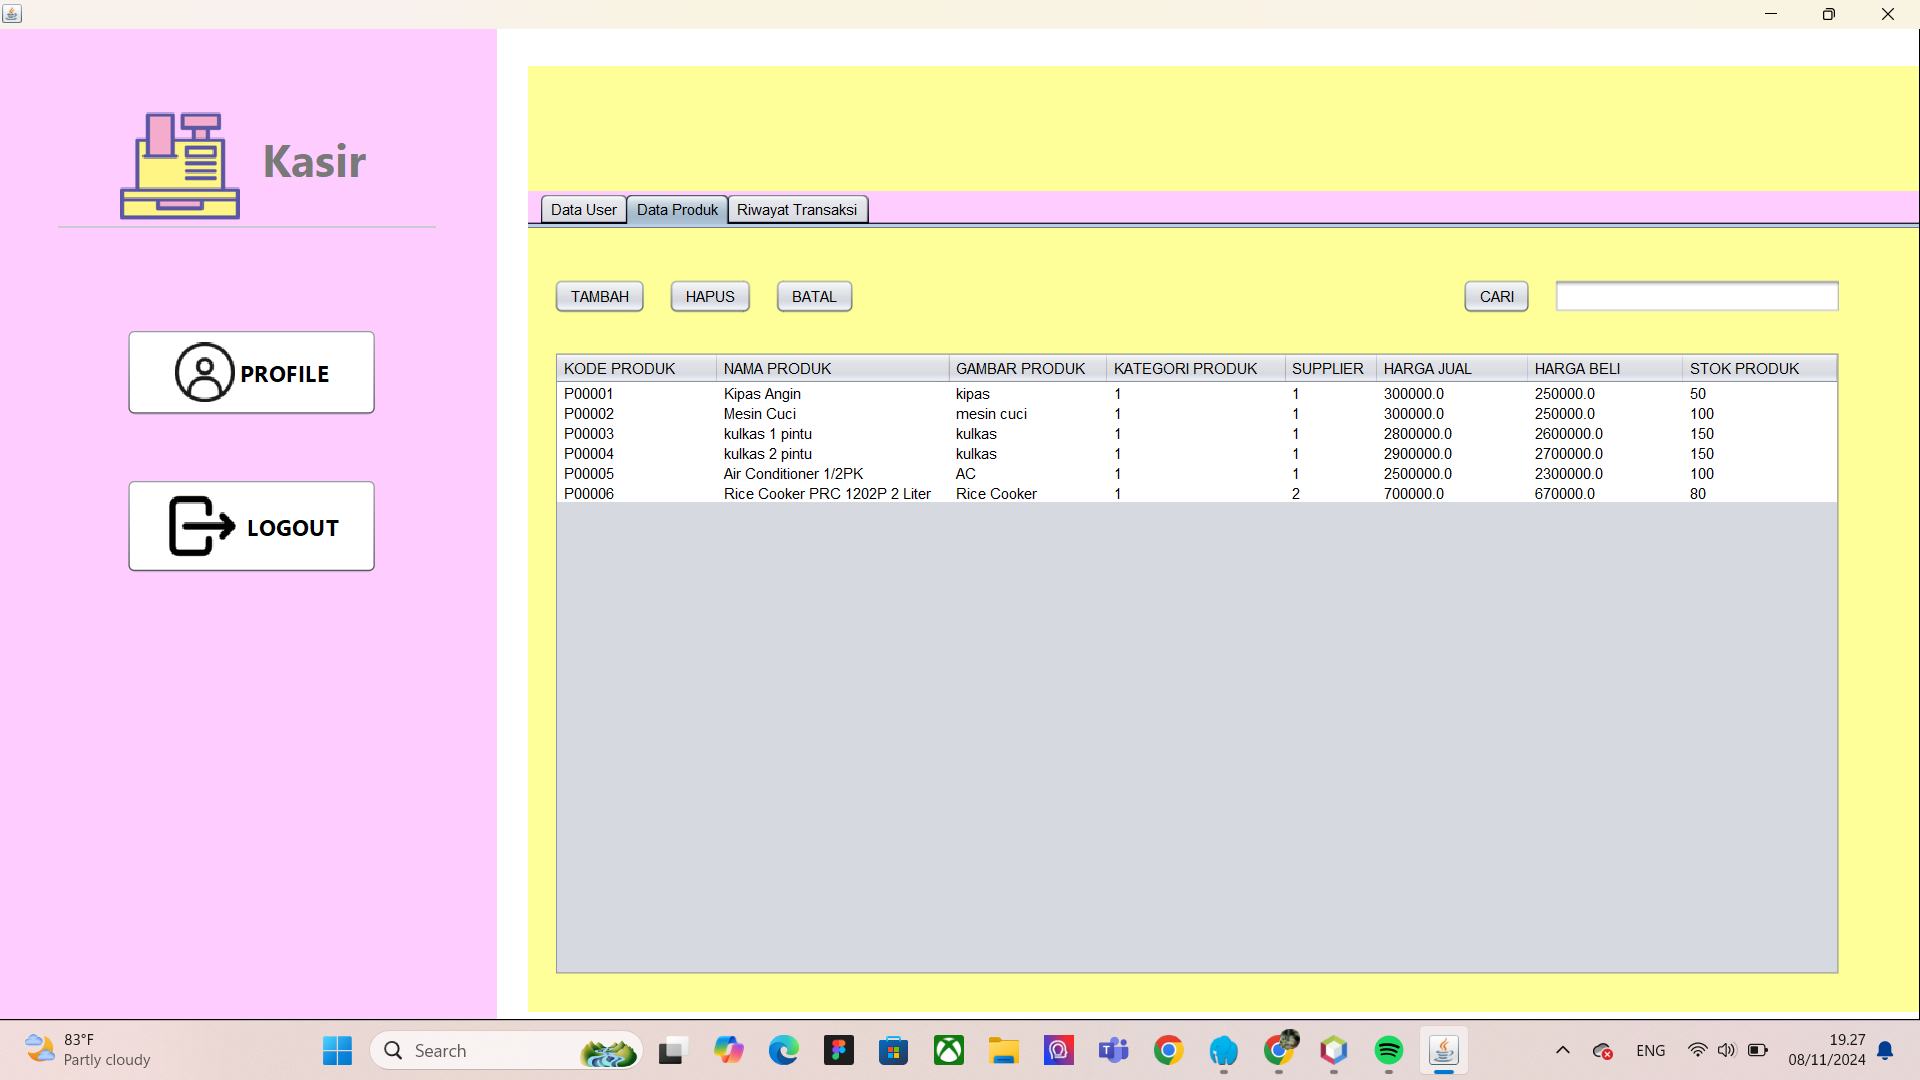 Kasir
PROFILE
LOGOUT
Data User Data Produk Riwayat Transaksi
TAMBAH HAPUS BATAL CARI
KODE PRODUK NAMA PRODUK GAMBAR PRODUK KATEGORI PRODUK SUPPLIER HARGA JUAL HARGA BELI STOK PRODUK
P00001 Kipas Angin kipas 1 1 300000.0 250000.0 50
P00002 Mesin Cuci mesin cuci 1 1 300000.0 250000.0 100
P00003 kulkas 1 pintu kulkas 1 1 2800000.0 2600000.0 150
P00004 kulkas 2 pintu kulkas 1 1 2900000.0 2700000.0 150
P00005 Air Conditioner 1/2PK AC 1 1 2500000.0 2300000.0 100
P00006 Rice Cooker PRC 1202P 2 Liter Rice Cooker 1 2 700000.0 670000.0 80
83°F
Partly cloudy
Search
ENG
19.27
08/11/2024